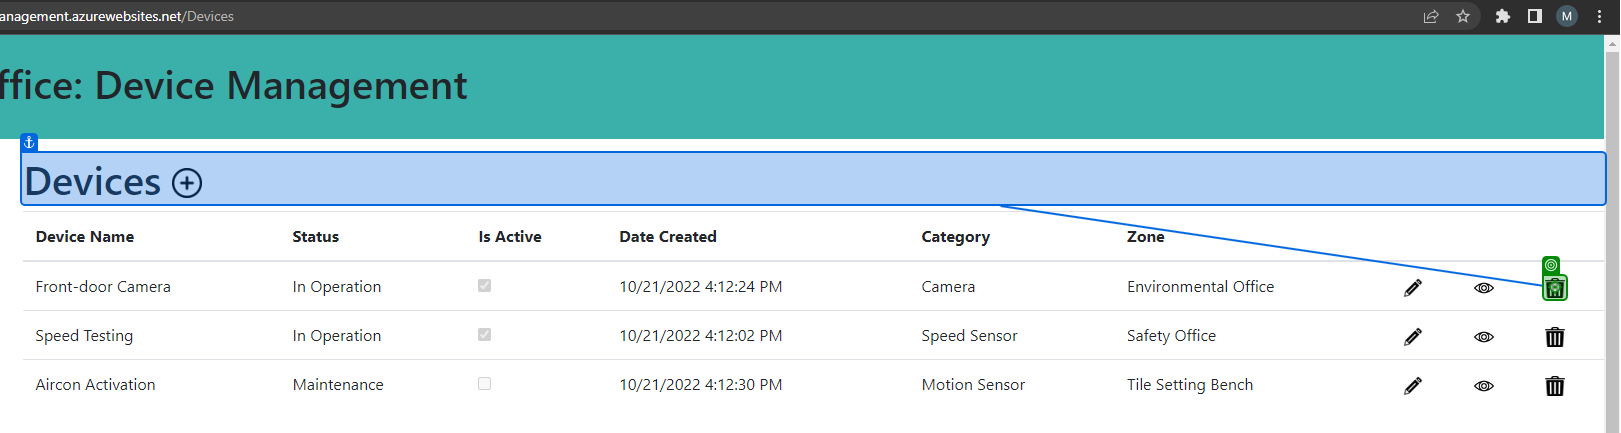 anagement.azurewebsites.net/Devices
M
ffice: Device Management
Devices
Device Name Status Is Active Date Created Category Zone
Front-door Camera In Operation 10/21/2022 4:12:24 PM Camera Environmental Office
Speed Testing In Operation 10/21/2022 4:12:02 PM Speed Sensor Safety Office
Aircon Activation Maintenance 10/21/2022 4:12:30 PM Motion Sensor Tile Setting Bench